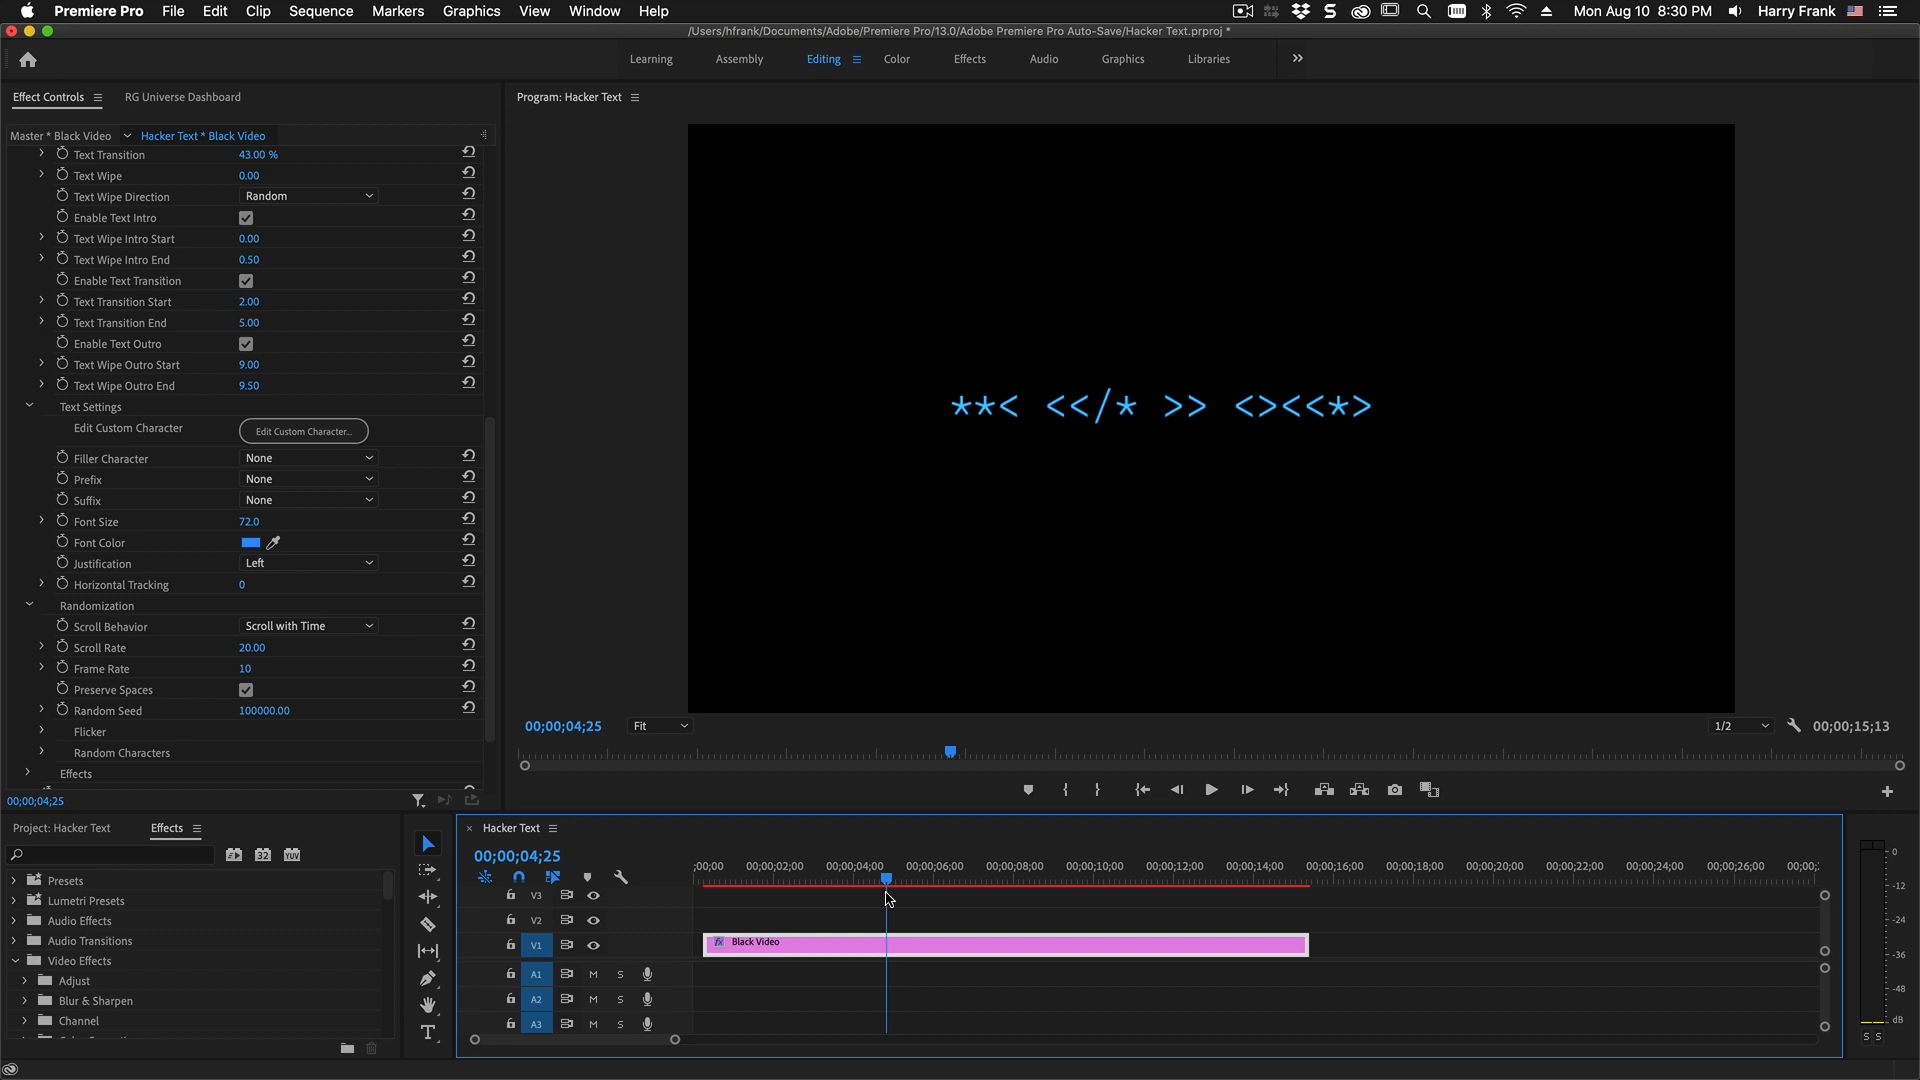 Premiere Pro File Edit Clip Sequence Markers Graphics View Window Help Mon Aug 10 8:30 PM Harry Frank
/Users/hfrank/Documents/Adobe/Premiere Pro/13.0/Adobe Premiere Pro Auto-Save/Hacker Text.prproj *
Learning Assembly Editing Color Effects Audio Graphics Libraries
Effect Controls RG Universe Dashboard
Program: Hacker Text
Master * Black Video Hacker Text * Black Video
Text Transition 43.00 %
Text Wipe 0.00
Text Wipe Direction Random
Enable Text Intro
Text Wipe Intro Start 0.00
Text Wipe Intro End 0.50
Enable Text Transition
Text Transition Start 2.00
Text Transition End 5.00
Enable Text Outro
Text Wipe Outro Start 9.00
Text Wipe Outro End 9.50
Text Settings
Edit Custom Character Edit Custom Character...
Filler Character None
Prefix None
Suffix None
Font Size 72.0
Font Color
Justification Left
Horizontal Tracking 0
Randomization
Scroll Behavior Scroll with Time
Scroll Rate 20.00
Frame Rate 10
Preserve Spaces
Random Seed 100000.00
Flicker
Random Characters
Effects
00;00;04;25
**< <</* >> <><<*>
00;00;04;25 Fit 1/2 00;00;15;13
Project: Hacker Text Effects
32 YUV
Presets
Lumetri Presets
Audio Effects
Audio Transitions
Video Effects
Adjust
Blur & Sharpen
Channel
× Hacker Text
00;00;04;25
;00;00 00;00;02;00 00;00;04;00 00;00;06;00 00;00;08;00 00;00;10;00 00;00;12;00 00;00;14;00 00;00;16;00 00;00;18;00 00;00;20;00 00;00;22;00 00;00;24;00 00;00;26;00 00;00;
V3
V2
V1 fx Black Video
A1 M S
A2 M S
A3 M S
0
-12
-24
-36
-48
dB
S S